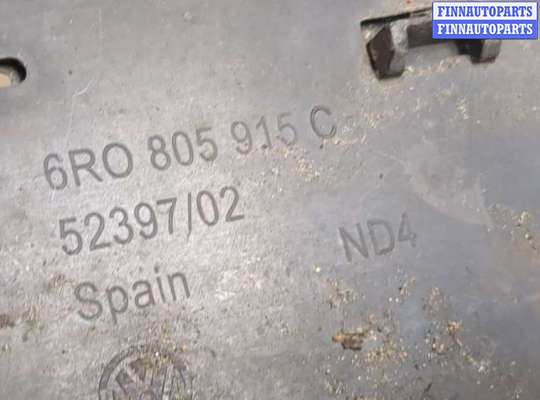 FINNAUTOPARTS
FINNAUTOPARTS
6R0 805 915 C
52397/02
ND4
Spain